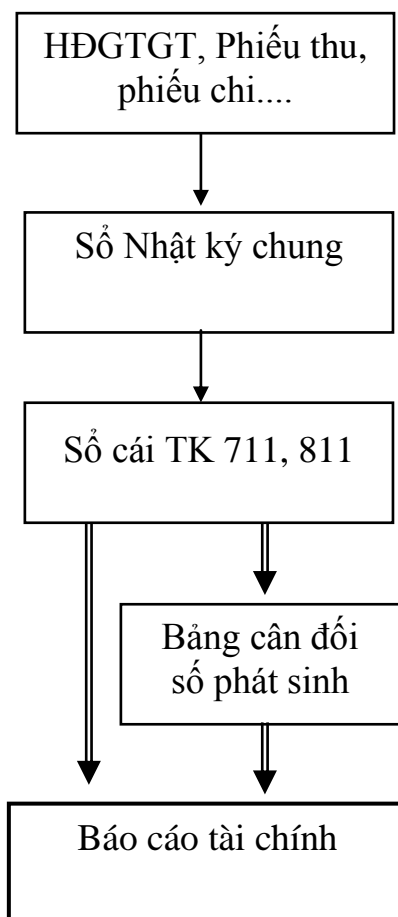 HĐGTGT, Phiếu thu,
phiếu chi....
Sổ Nhật ký chung
Sổ cái TK 711, 811
Bảng cân đối
số phát sinh
Báo cáo tài chính